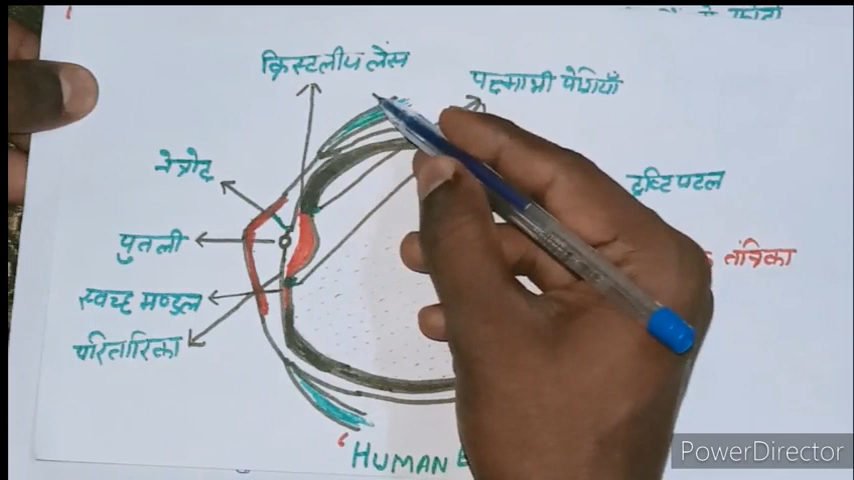 क्रिस्टलीय लेंस
पक्ष्माभी पेशियाँ
नेत्रोद
दृष्टि पटल
पुतली
तंत्रिका
स्वच्छ मण्डल
परितारिका
"HUMAN
PowerDirector